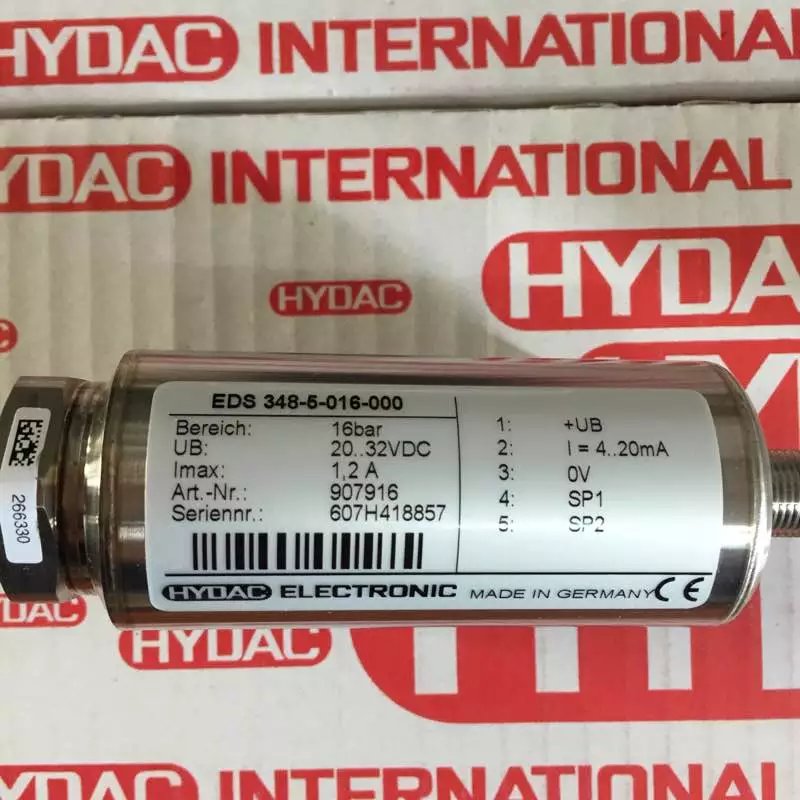 HYDAC INTERNATIONAL
HYDAC INTERNATIONAL
HYDAC
HYDAC
EDS 348-5-016-000
Bereich: 16bar
UB: 20..32VDC
Imax: 1,2 A
Art.-Nr.: 907916
Seriennr.: 607H418857
1: +UB
2: I = 4..20mA
3: 0V
4: SP1
5: SP2
HYDAC ELECTRONIC MADE IN GERMANY CE
266330
HYDAC
HYDAC
HYDAC INTERNATIONAL